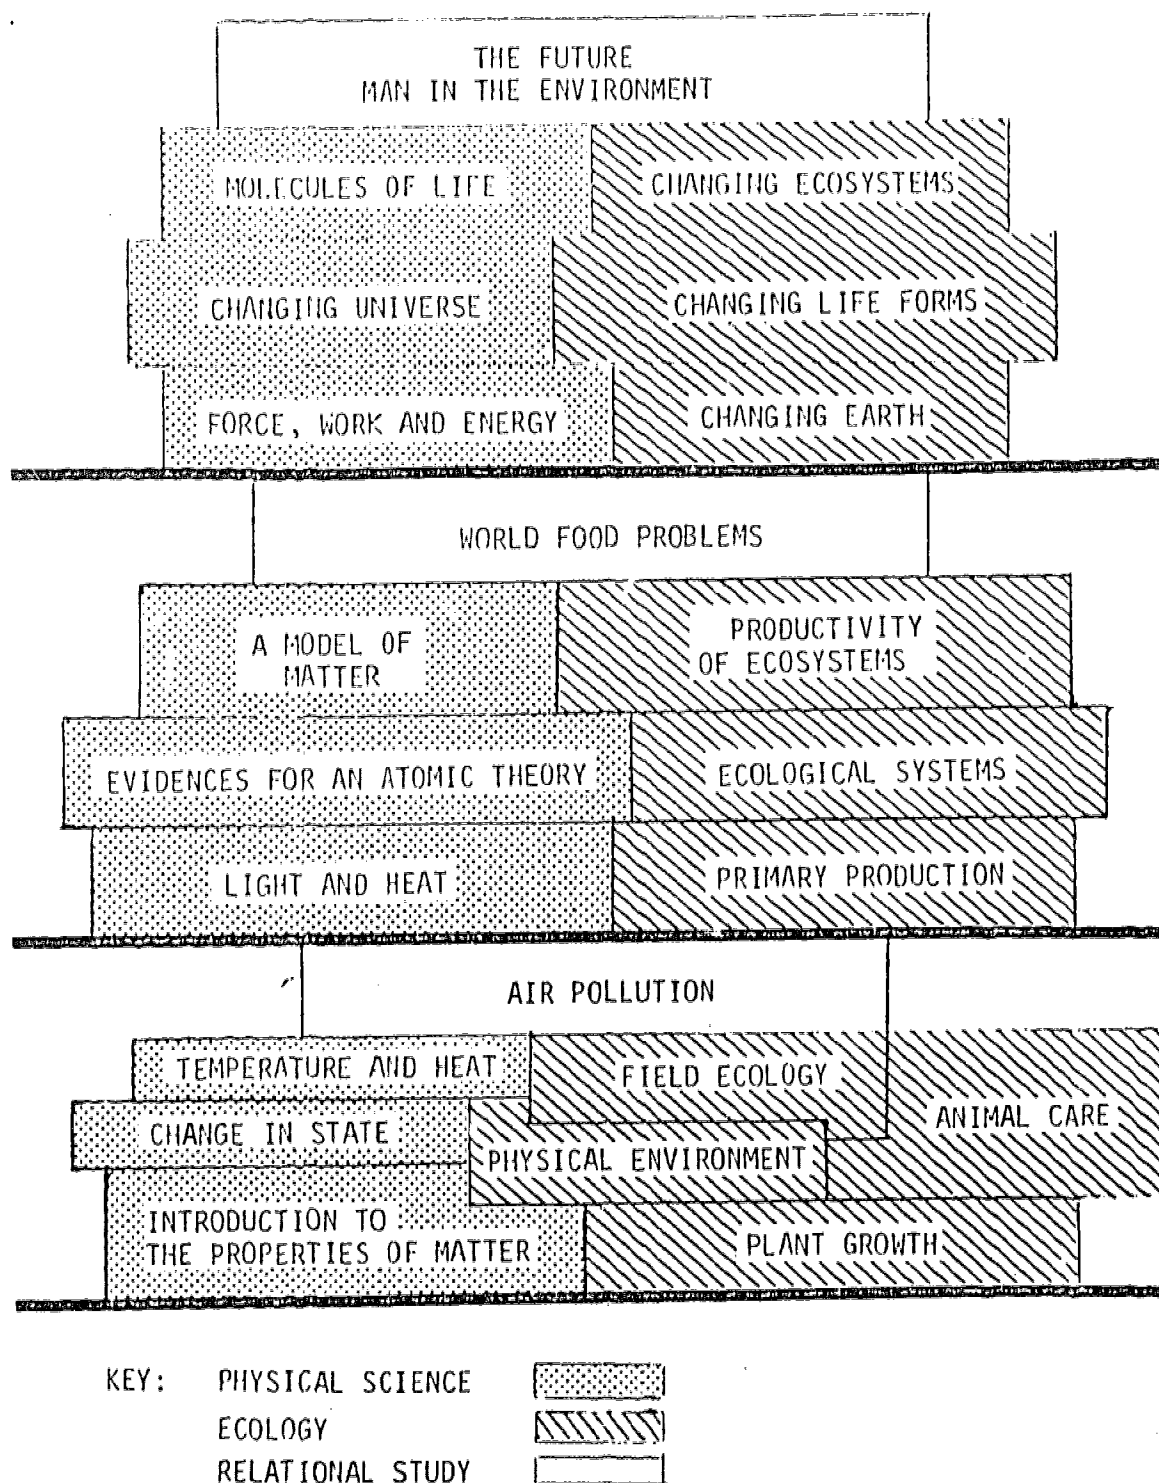 THE FUTURE
MAN IN THE ENVIRONMENT
MOLECULES OF LIFE
CHANGING ECOSYSTEMS
CHANGING UNIVERSE
CHANGING LIFE FORMS
FORCE, WORK AND ENERGY
CHANGING EARTH
WORLD FOOD PROBLEMS
A MODEL OF
MATTER
PRODUCTIVITY
OF ECOSYSTEMS
EVIDENCES FOR AN ATOMIC THEORY
ECOLOGICAL SYSTEMS
LIGHT AND HEAT
PRIMARY PRODUCTION
AIR POLLUTION
TEMPERATURE AND HEAT
FIELD ECOLOGY
ANIMAL CARE
CHANGE IN STATE
PHYSICAL ENVIRONMENT
INTRODUCTION TO
THE PROPERTIES OF MATTER
PLANT GROWTH
KEY: PHYSICAL SCIENCE
ECOLOGY
RELATIONAL STUDY